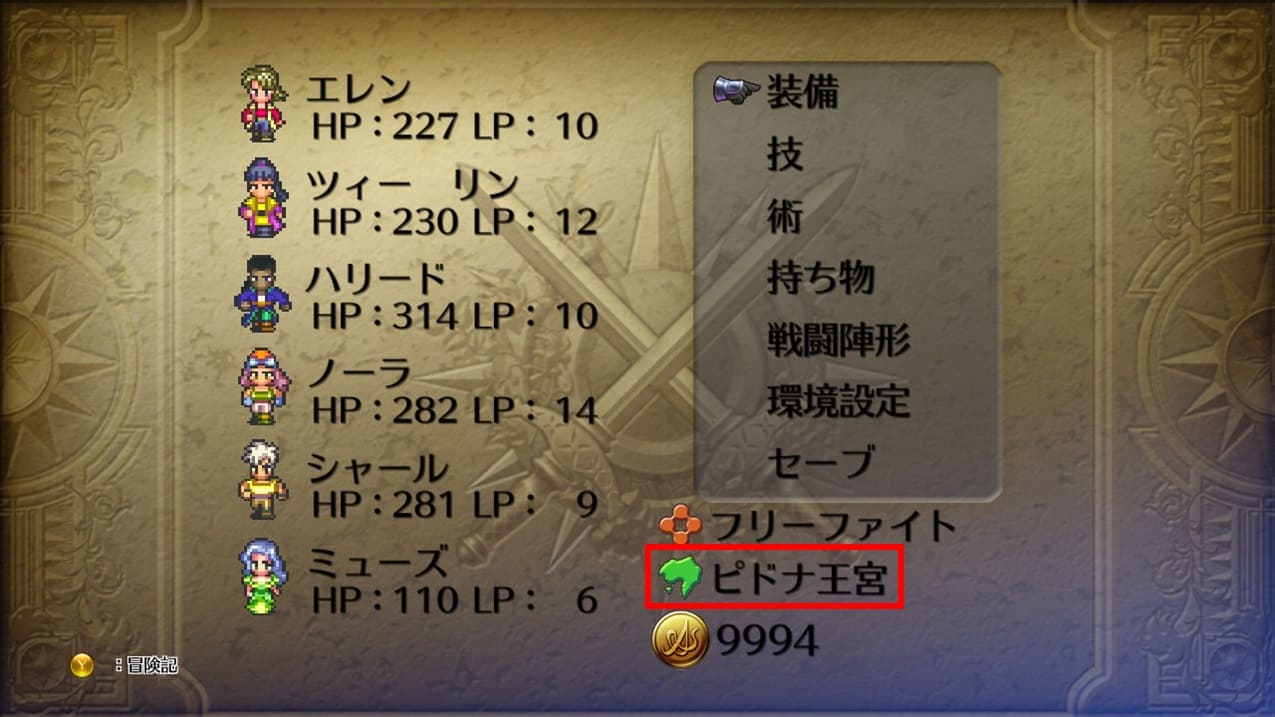 エレン
HP：227 LP： 10
ツィー　リン
HP：230 LP： 12
ハリード
HP：314 LP： 10
ノーラ
HP：282 LP： 14
シャール
HP：281 LP： 9
ミューズ
HP：110 LP： 6
装備
技
術
持ち物
戦闘陣形
環境設定
セーブ
フリーファイト
ピドナ王宮
9994
Y ：冒険記